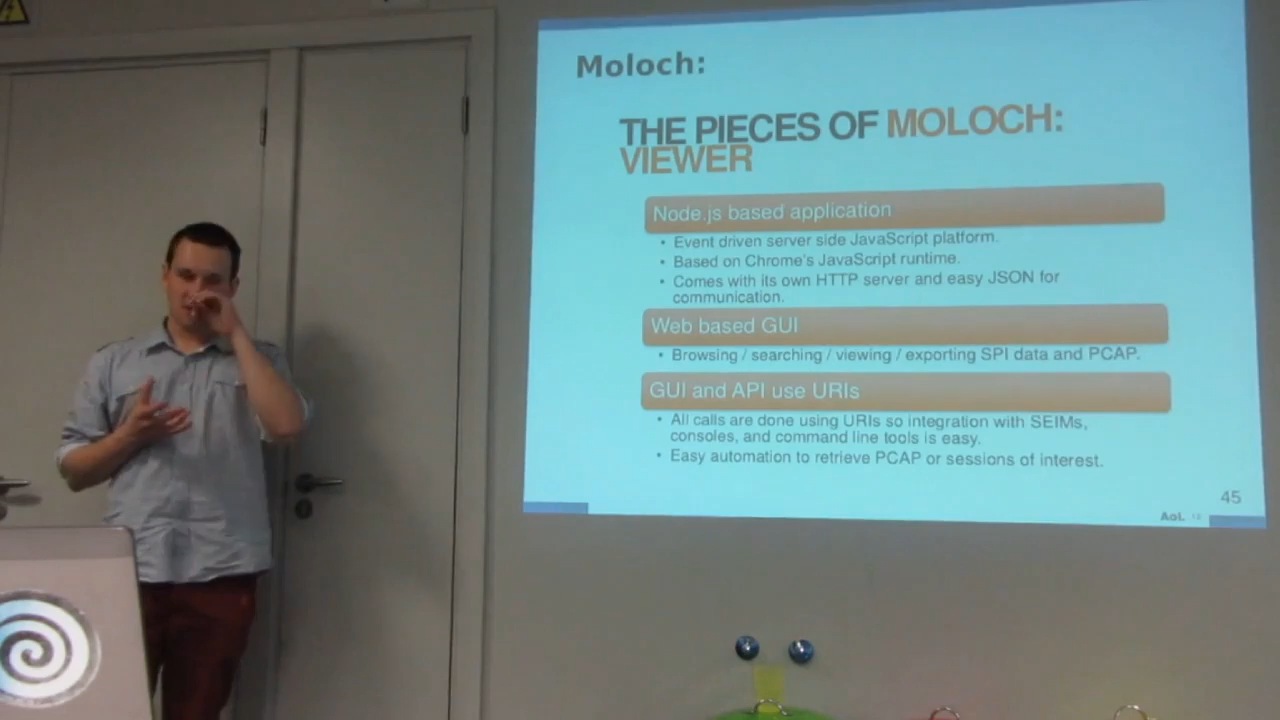 Moloch:
THE PIECES OF MOLOCH:
VIEWER
Node.js based application
• Event driven server side JavaScript platform.
• Based on Chrome's JavaScript runtime.
• Comes with its own HTTP server and easy JSON for
communication.
Web based GUI
• Browsing / searching / viewing / exporting SPI data and PCAP.
GUI and API use URIs
• All calls are done using URIs so integration with SEIMs,
consoles, and command line tools is easy.
• Easy automation to retrieve PCAP or sessions of interest.
45
Aol.